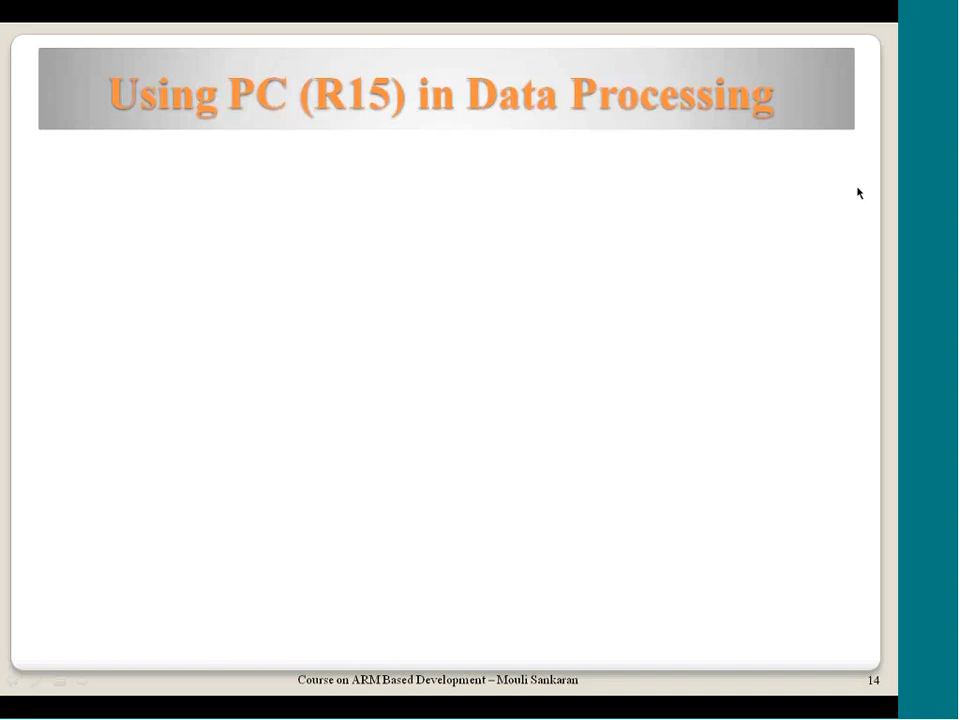 Using PC (R15) in Data Processing
Course on ARM Based Development – Mouli Sankaran
14